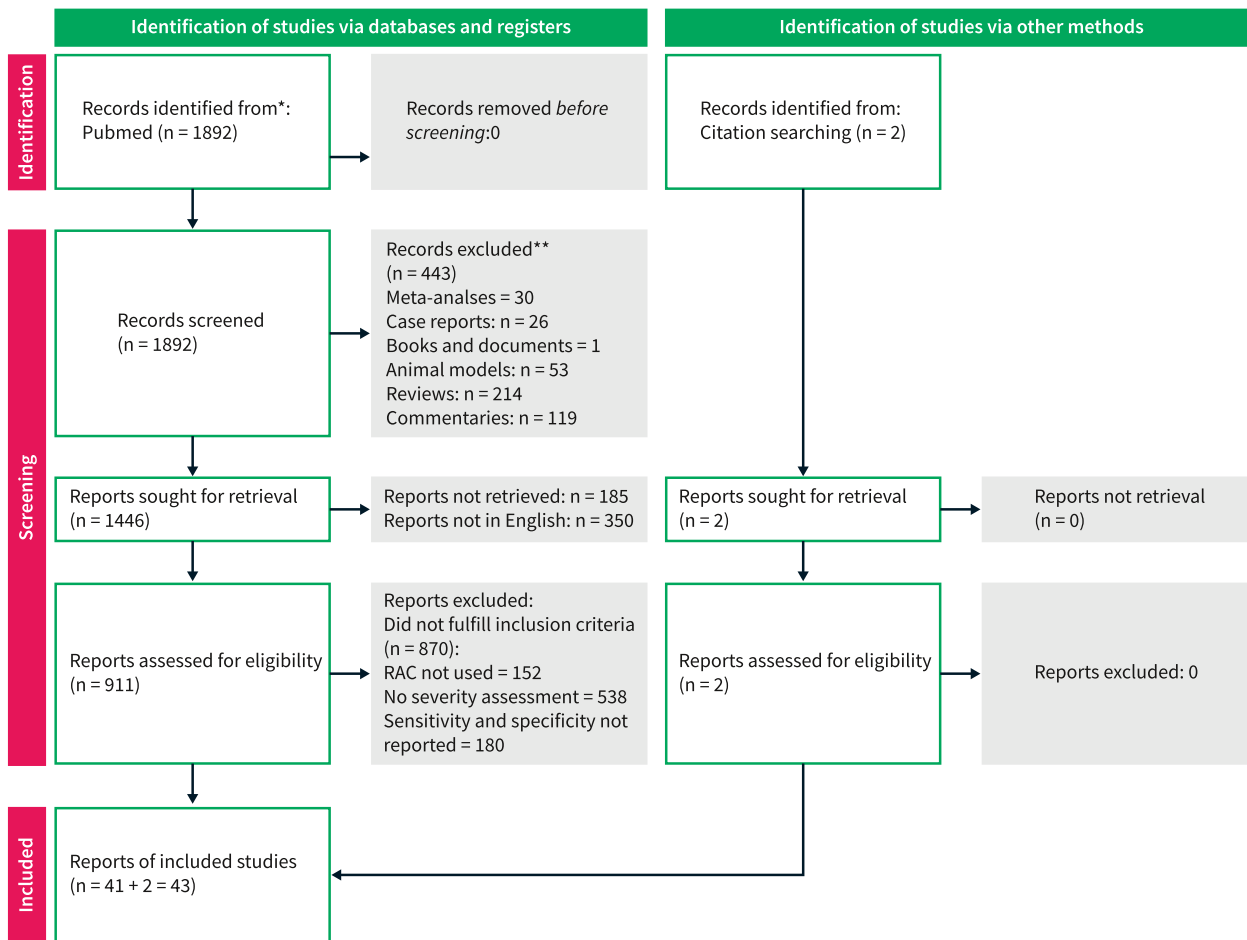 Identification of studies via databases and registers
Identification of studies via other methods
Identification
Records identified from*:
Pubmed (n = 1892)
Records removed before
screening:0
Records identified from:
Citation searching (n = 2)
Screening
Records screened
(n = 1892)
Records excluded**
(n = 443)
Meta-analses = 30
Case reports: n = 26
Books and documents = 1
Animal models: n = 53
Reviews: n = 214
Commentaries: n = 119
Reports sought for retrieval
(n = 1446)
Reports not retrieved: n = 185
Reports not in English: n = 350
Reports sought for retrieval
(n = 2)
Reports not retrieval
(n = 0)
Reports assessed for eligibility
(n = 911)
Reports excluded:
Did not fulfill inclusion criteria
(n = 870):
RAC not used = 152
No severity assessment = 538
Sensitivity and specificity not
reported = 180
Reports assessed for eligibility
(n = 2)
Reports excluded: 0
Included
Reports of included studies
(n = 41 + 2 = 43)